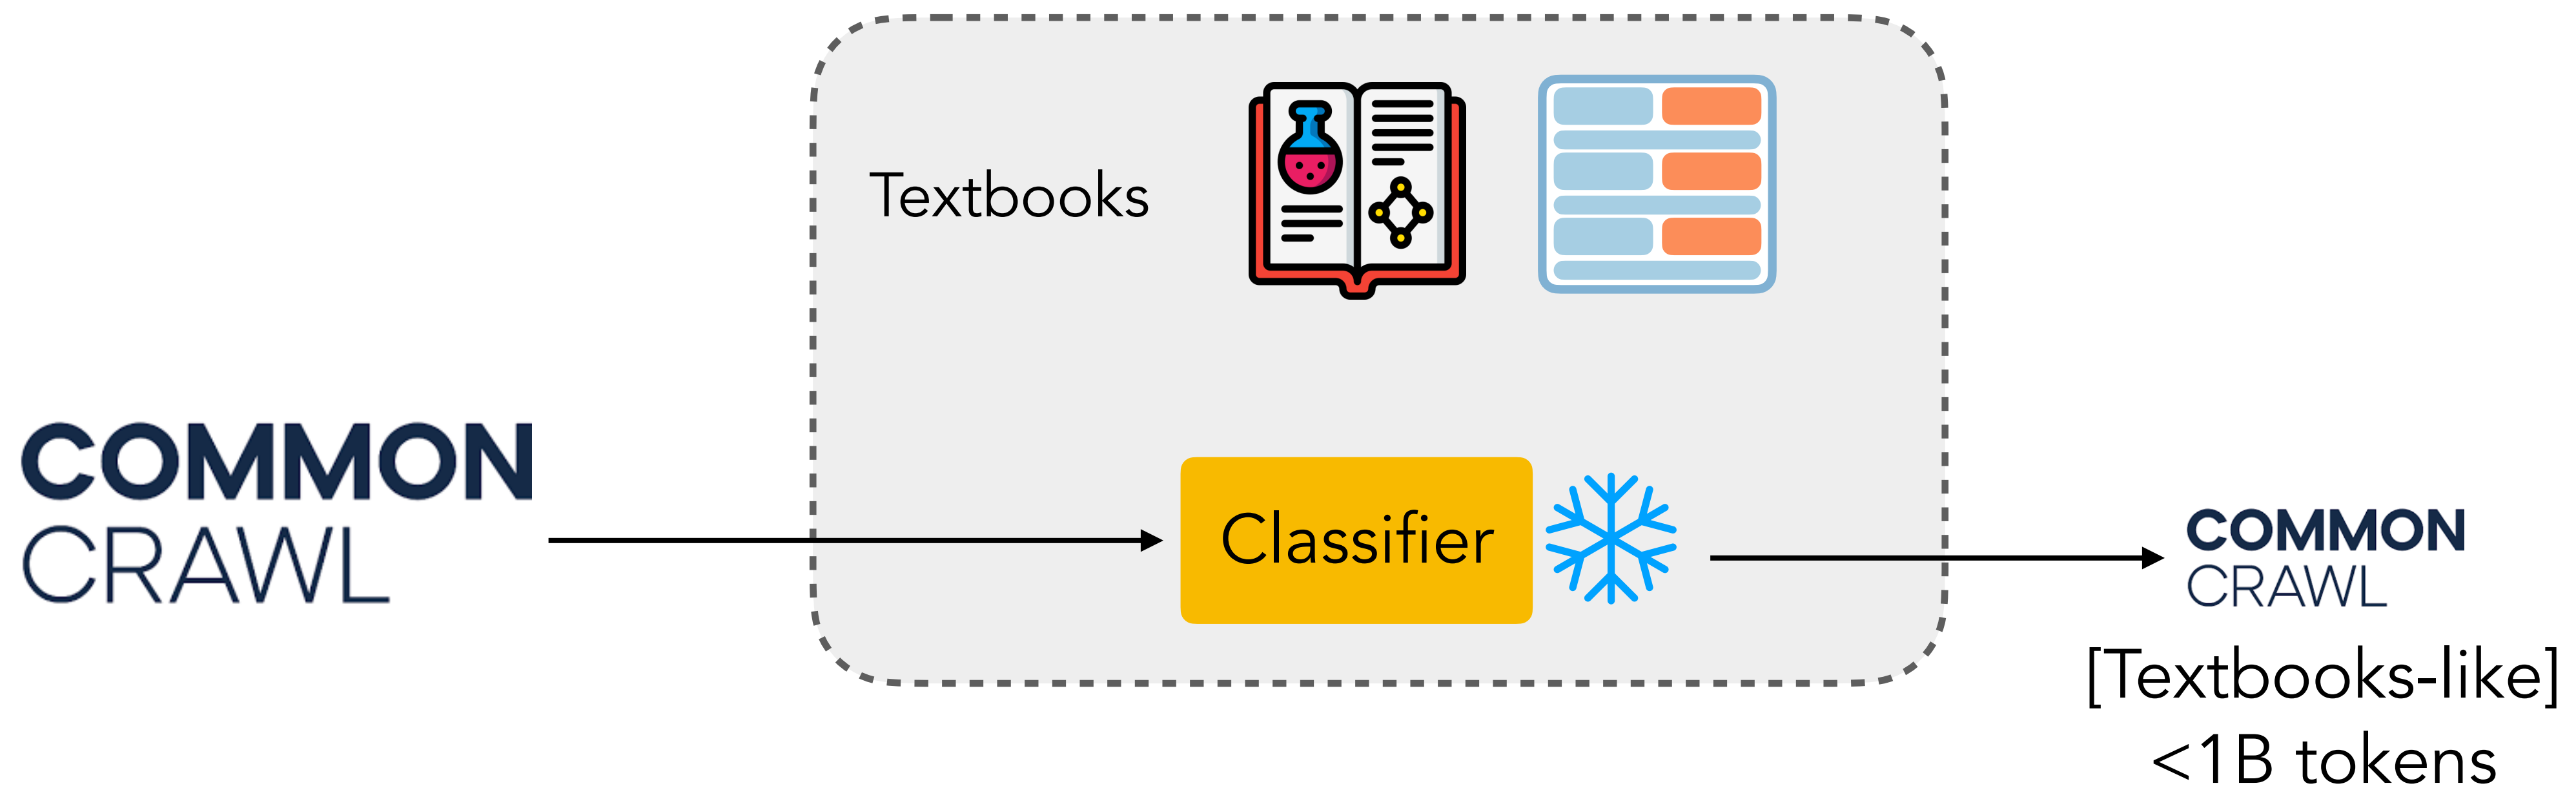 Textbooks
COMMON
CRAWL
Classifier
COMMON
CRAWL
[Textbooks-like]
<1B tokens